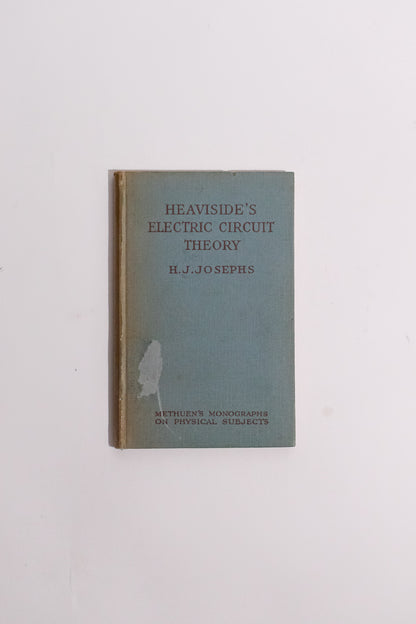 HEAVISIDE'S
ELECTRIC CIRCUIT
THEORY
H.J.JOSEPHS
METHUEN'S MONOGRAPHS
ON PHYSICAL SUBJECTS